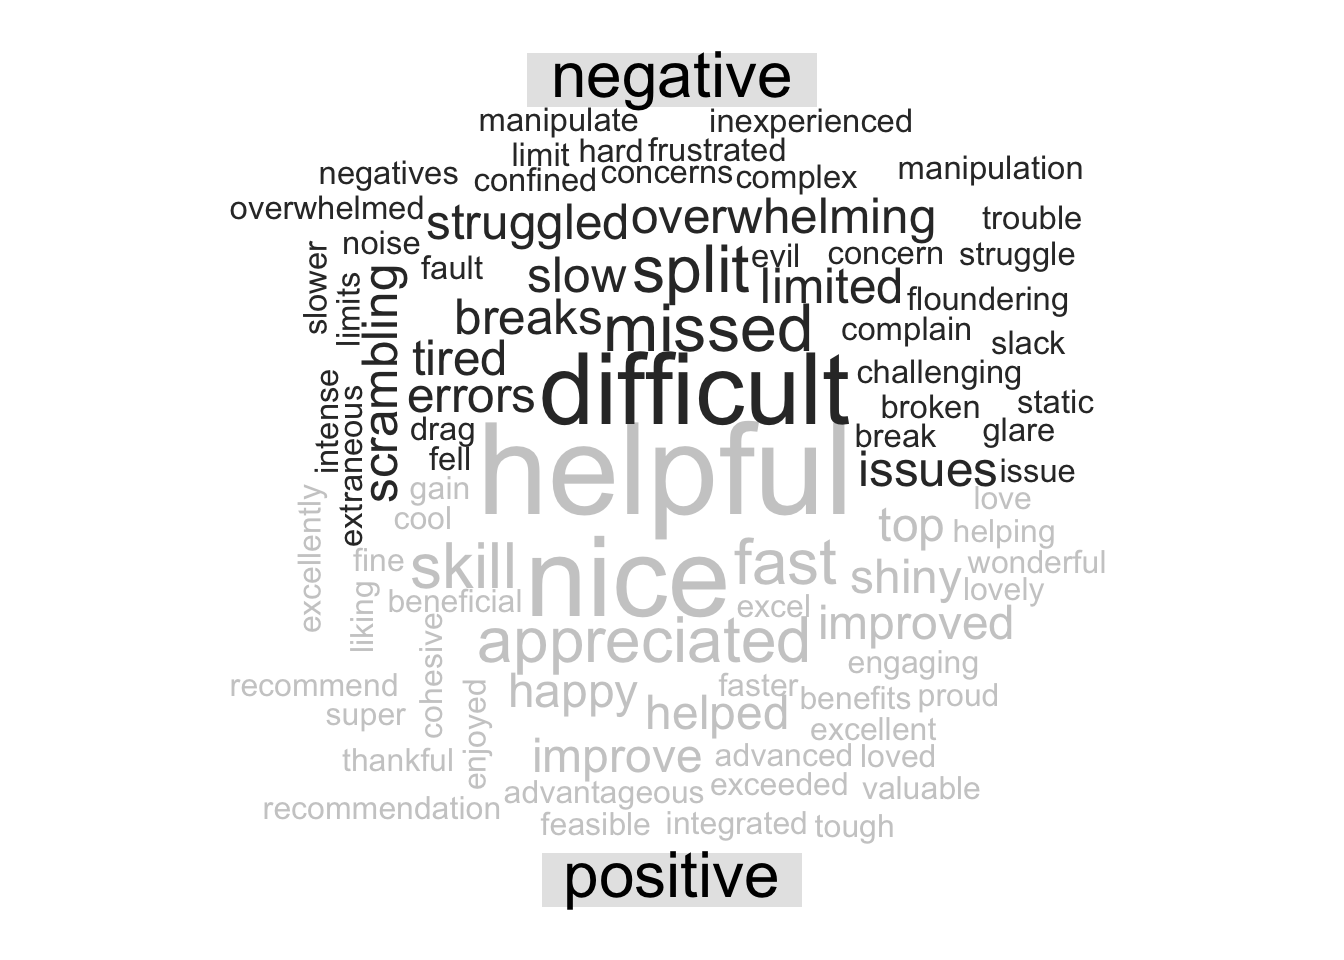 negative
manipulate inexperienced
limit hard frustrated
negatives confined concerns complex manipulation
overwhelmed struggled overwhelming trouble
noise evil concern struggle
slower limits scrambling fault slow split limited floundering
breaks missed complain slack
tired difficult challenging
intense extraneous errors broken static
drag break glare
fell helpful issues issue
gain love
excellently cool top helping
fine skill nice fast shiny wonderful
liking beneficial excel lovely
cohesive appreciated improved
engaging
recommend enjoyed happy faster benefits proud
super helped excellent
thankful improve advanced loved
recommendation advantageous exceeded valuable
feasible integrated tough
positive